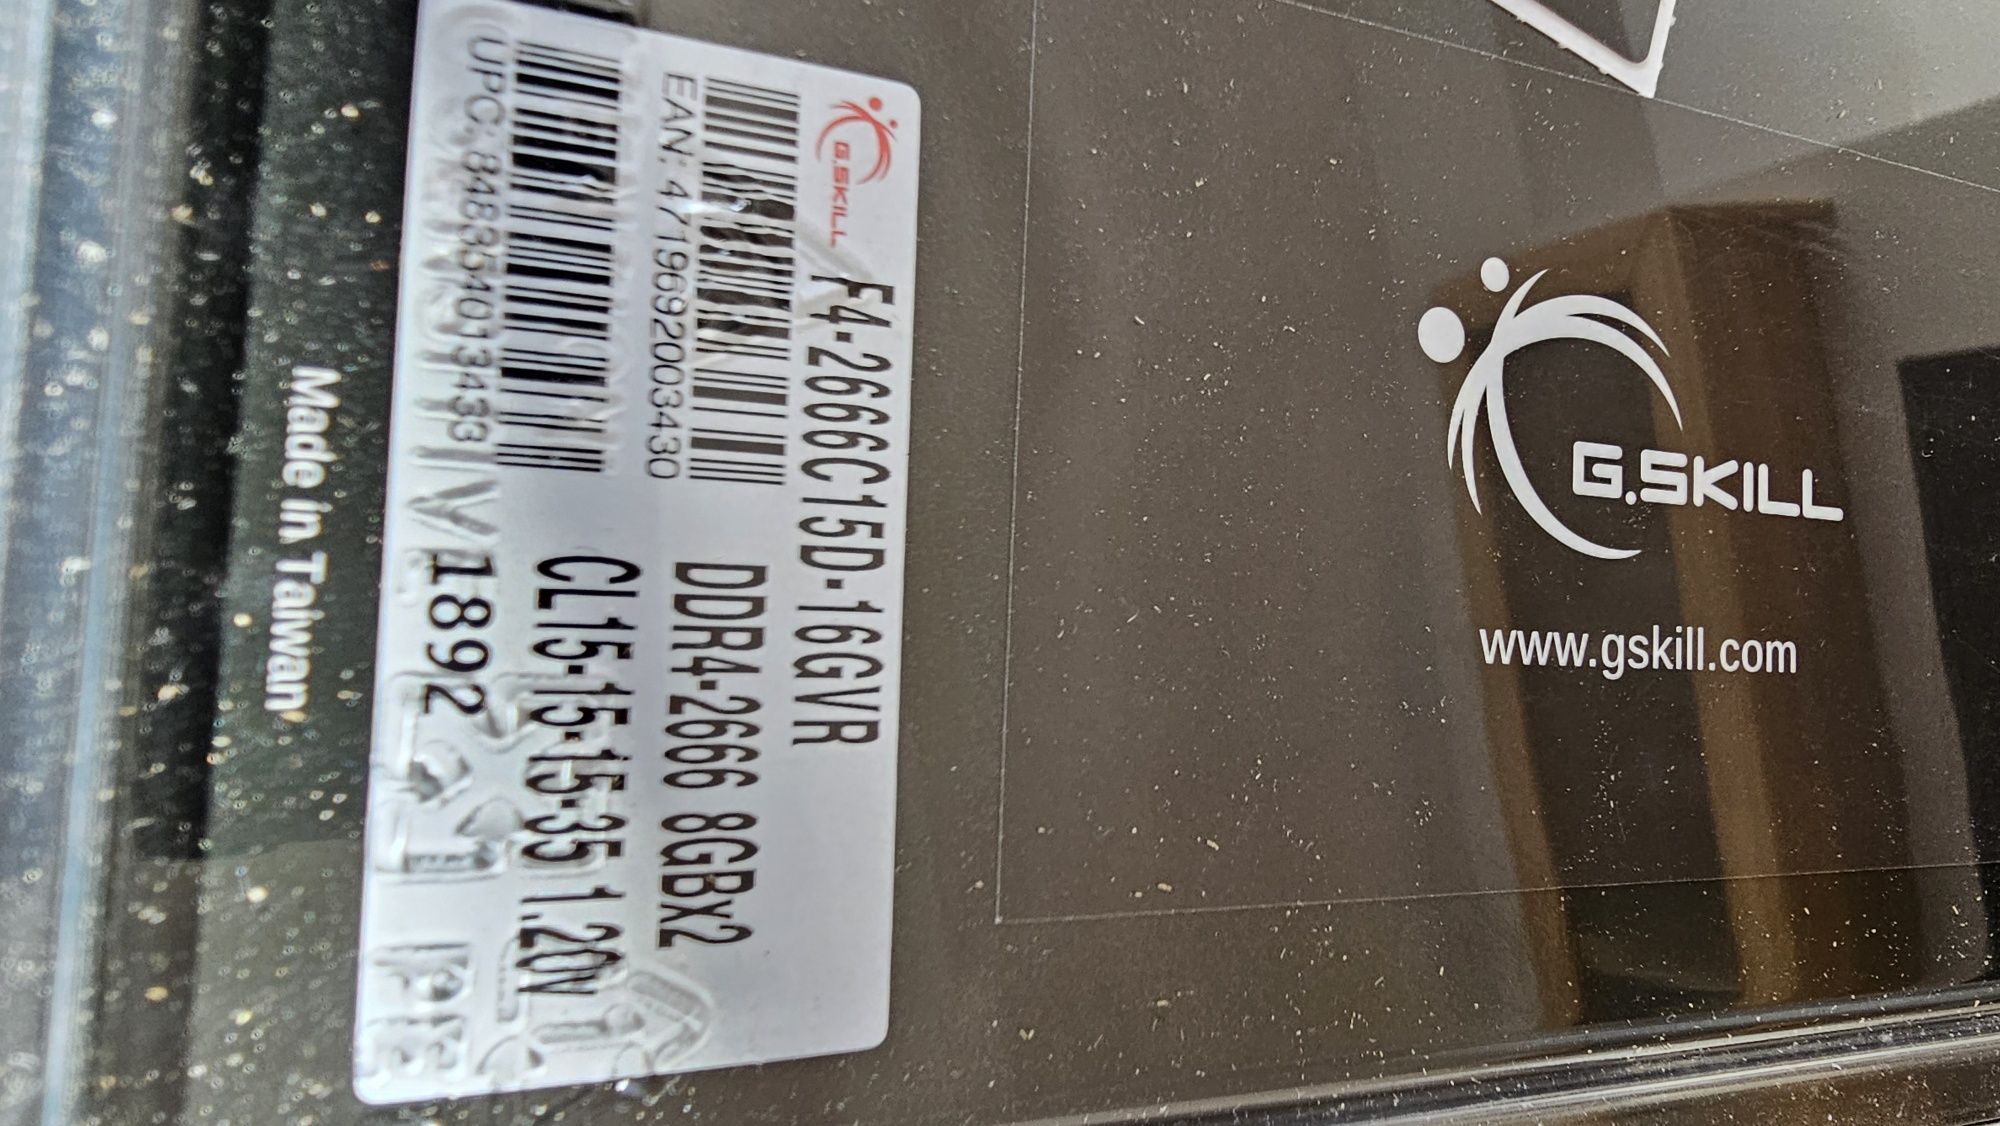 G.SKILL
F4-2666C15D-16GVR
EAN: 4719692003430
DDR4-2666 8GBX2
UPC: 848354013433
CL15-15-15-35 1.20V
1892
Made in Taiwan
G.SKILL
www.gskill.com